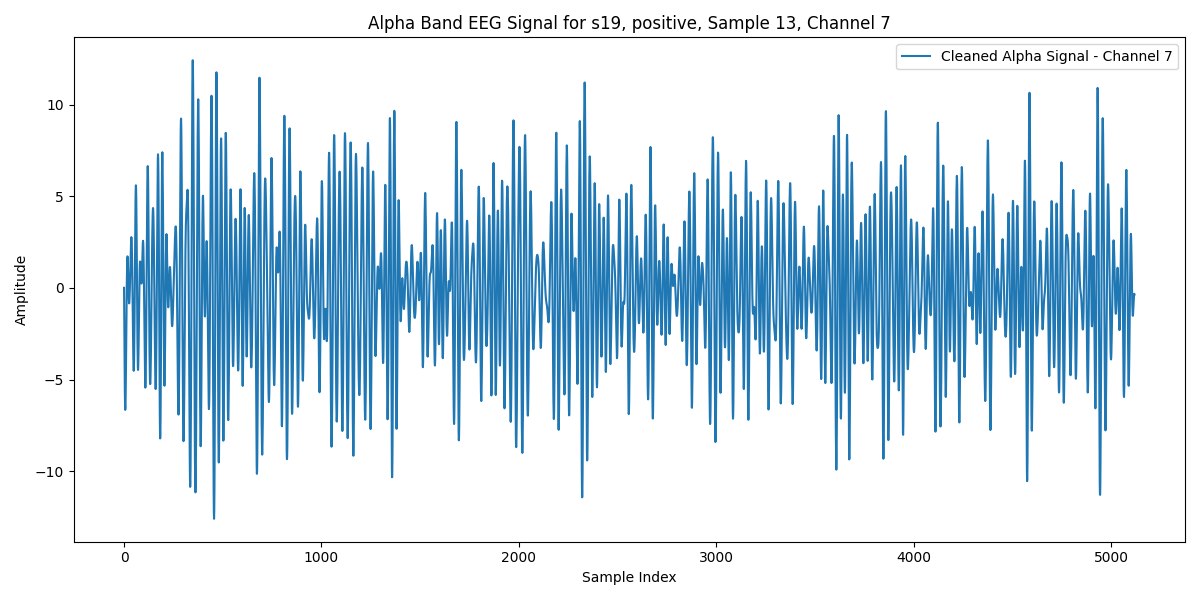 Alpha Band EEG Signal for s19, positive, Sample 13, Channel 7
Cleaned Alpha Signal - Channel 7
Amplitude
10
5
0
−5
−10
0 1000 2000 3000 4000 5000
Sample Index